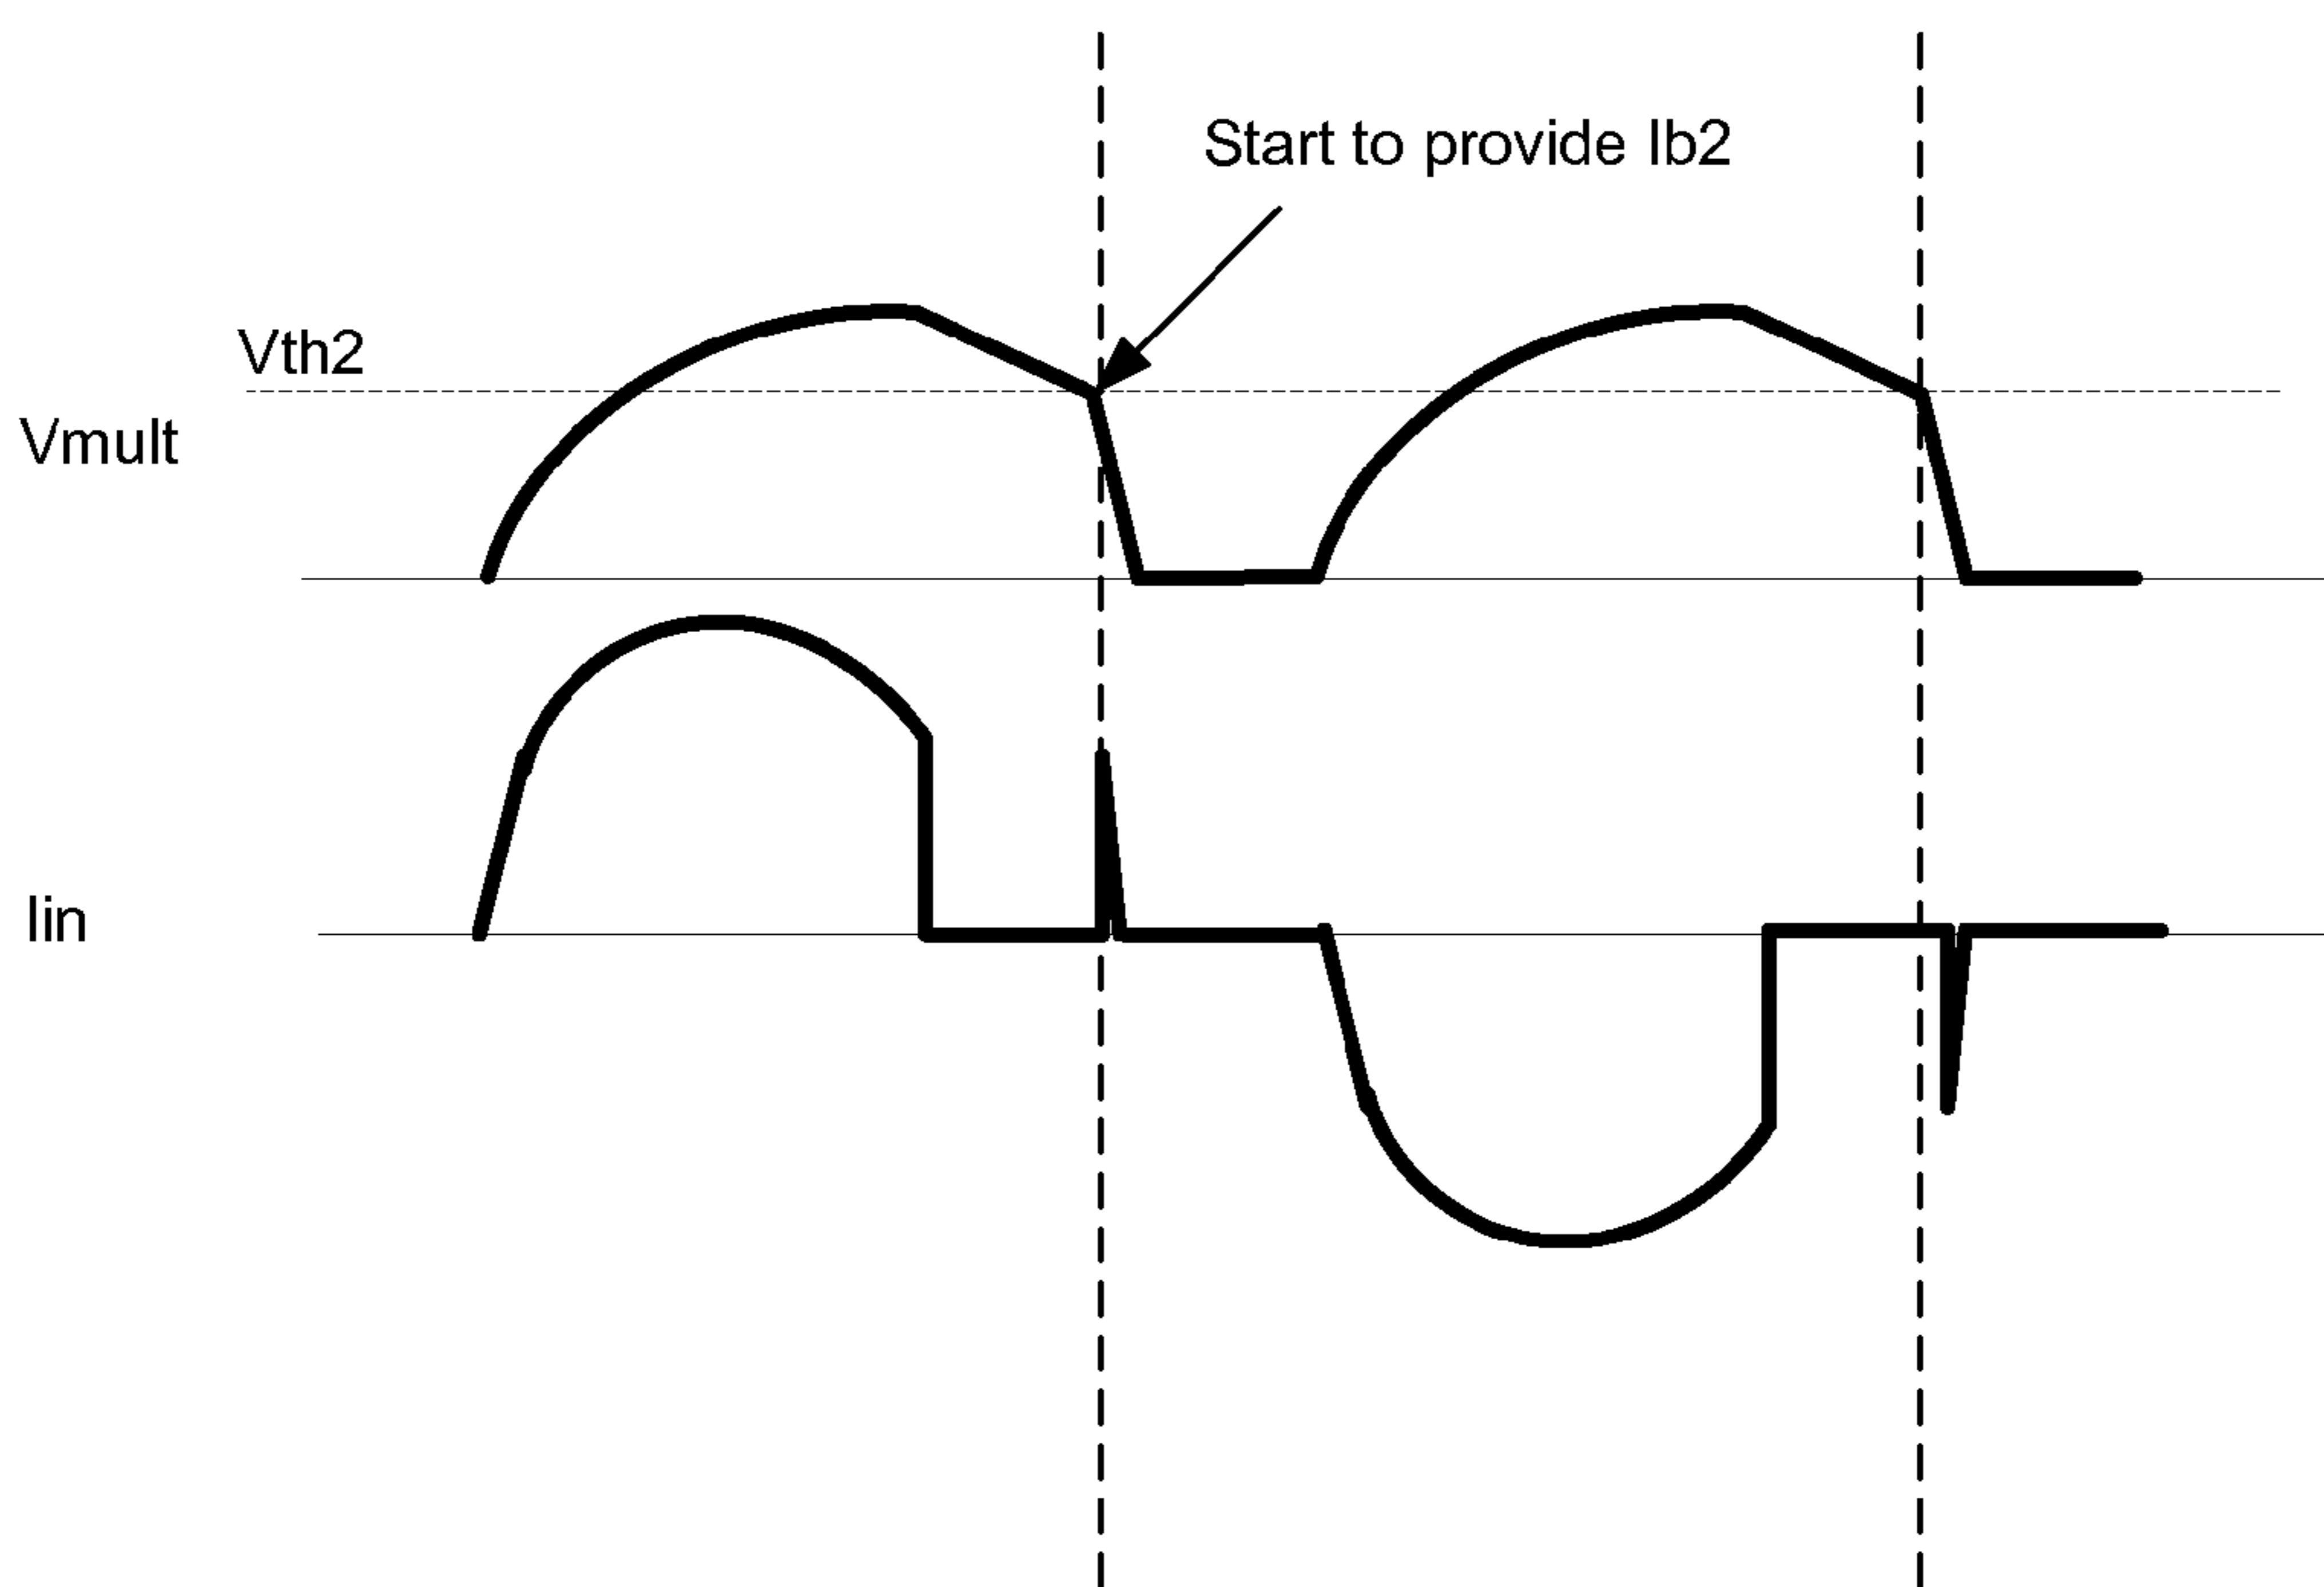 Start to provide Ib2
Vth2
Vmult
Iin